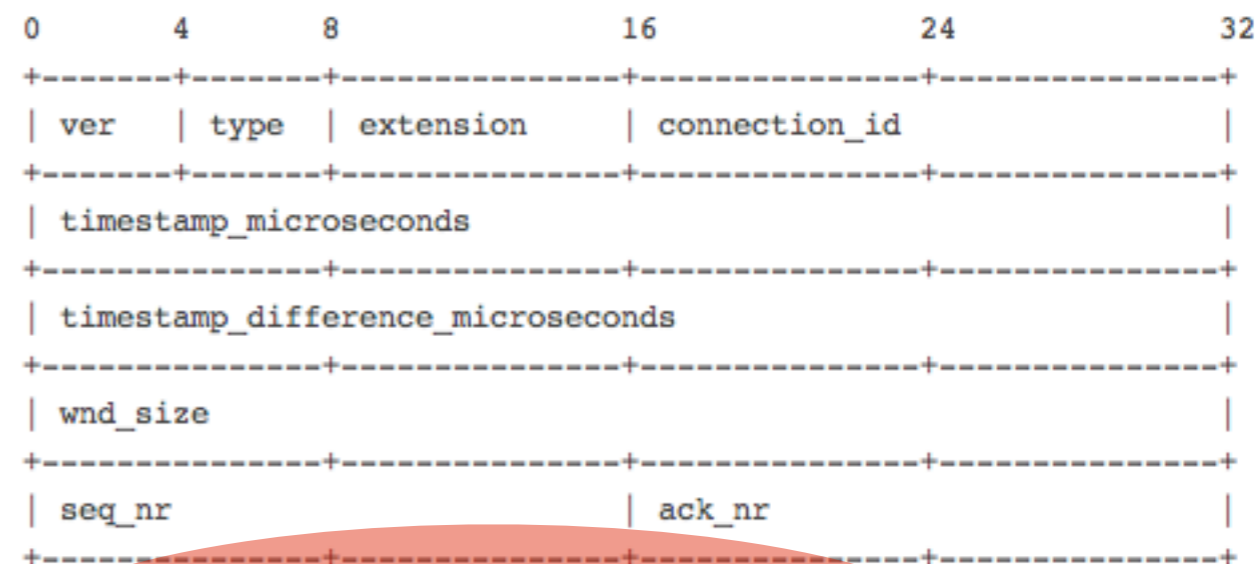 0       4       8               16              24              32
+-------+-------+---------------+---------------+---------------+
| ver   | type  | extension     | connection_id                 |
+-------+-------+---------------+---------------+---------------+
| timestamp_microseconds                                        |
+---------------+---------------+---------------+---------------+
| timestamp_difference_microseconds                             |
+---------------+---------------+---------------+---------------+
| wnd_size                                                      |
+---------------+---------------+---------------+---------------+
| seq_nr                        | ack_nr                        |
+---------------+---------------+---------------+---------------+